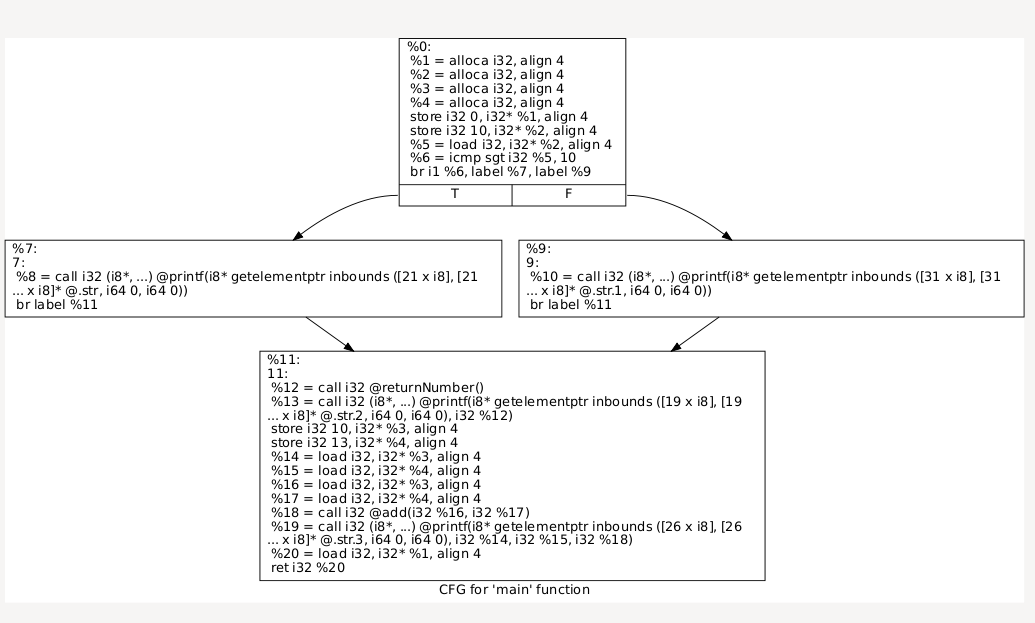 %0:
%1 = alloca i32, align 4
%2 = alloca i32, align 4
%3 = alloca i32, align 4
%4 = alloca i32, align 4
store i32 0, i32* %1, align 4
store i32 10, i32* %2, align 4
%5 = load i32, i32* %2, align 4
%6 = icmp sgt i32 %5, 10
br i1 %6, label %7, label %9
T
F
%7:
7:
%8 = call i32 (i8*, ...) @printf(i8* getelementptr inbounds ([21 x i8], [21
... x i8]* @.str, i64 0, i64 0))
br label %11
%9:
9:
%10 = call i32 (i8*, ...) @printf(i8* getelementptr inbounds ([31 x i8], [31
... x i8]* @.str.1, i64 0, i64 0))
br label %11
%11:
11:
%12 = call i32 @returnNumber()
%13 = call i32 (i8*, ...) @printf(i8* getelementptr inbounds ([19 x i8], [19
... x i8]* @.str.2, i64 0, i64 0), i32 %12)
store i32 10, i32* %3, align 4
store i32 13, i32* %4, align 4
%14 = load i32, i32* %3, align 4
%15 = load i32, i32* %4, align 4
%16 = load i32, i32* %3, align 4
%17 = load i32, i32* %4, align 4
%18 = call i32 @add(i32 %16, i32 %17)
%19 = call i32 (i8*, ...) @printf(i8* getelementptr inbounds ([26 x i8], [26
... x i8]* @.str.3, i64 0, i64 0), i32 %14, i32 %15, i32 %18)
%20 = load i32, i32* %1, align 4
ret i32 %20
CFG for 'main' function